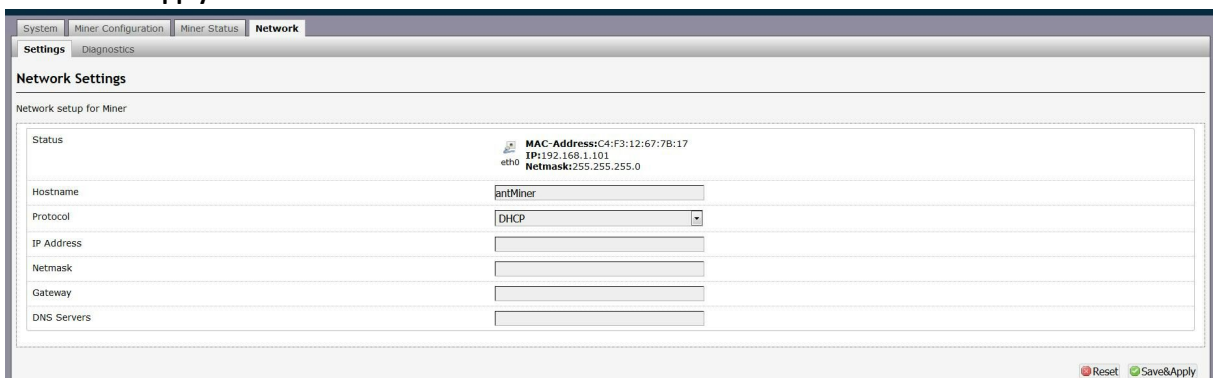 System Miner Configuration Miner Status Network
Settings Diagnostics
Network Settings
Network setup for Miner
Status
MAC-Address:C4:F3:12:67:7B:17
IP:192.168.1.101
eth0
Netmask:255.255.255.0
Hostname antMiner
Protocol DHCP
IP Address
Netmask
Gateway
DNS Servers
Reset Save&Apply